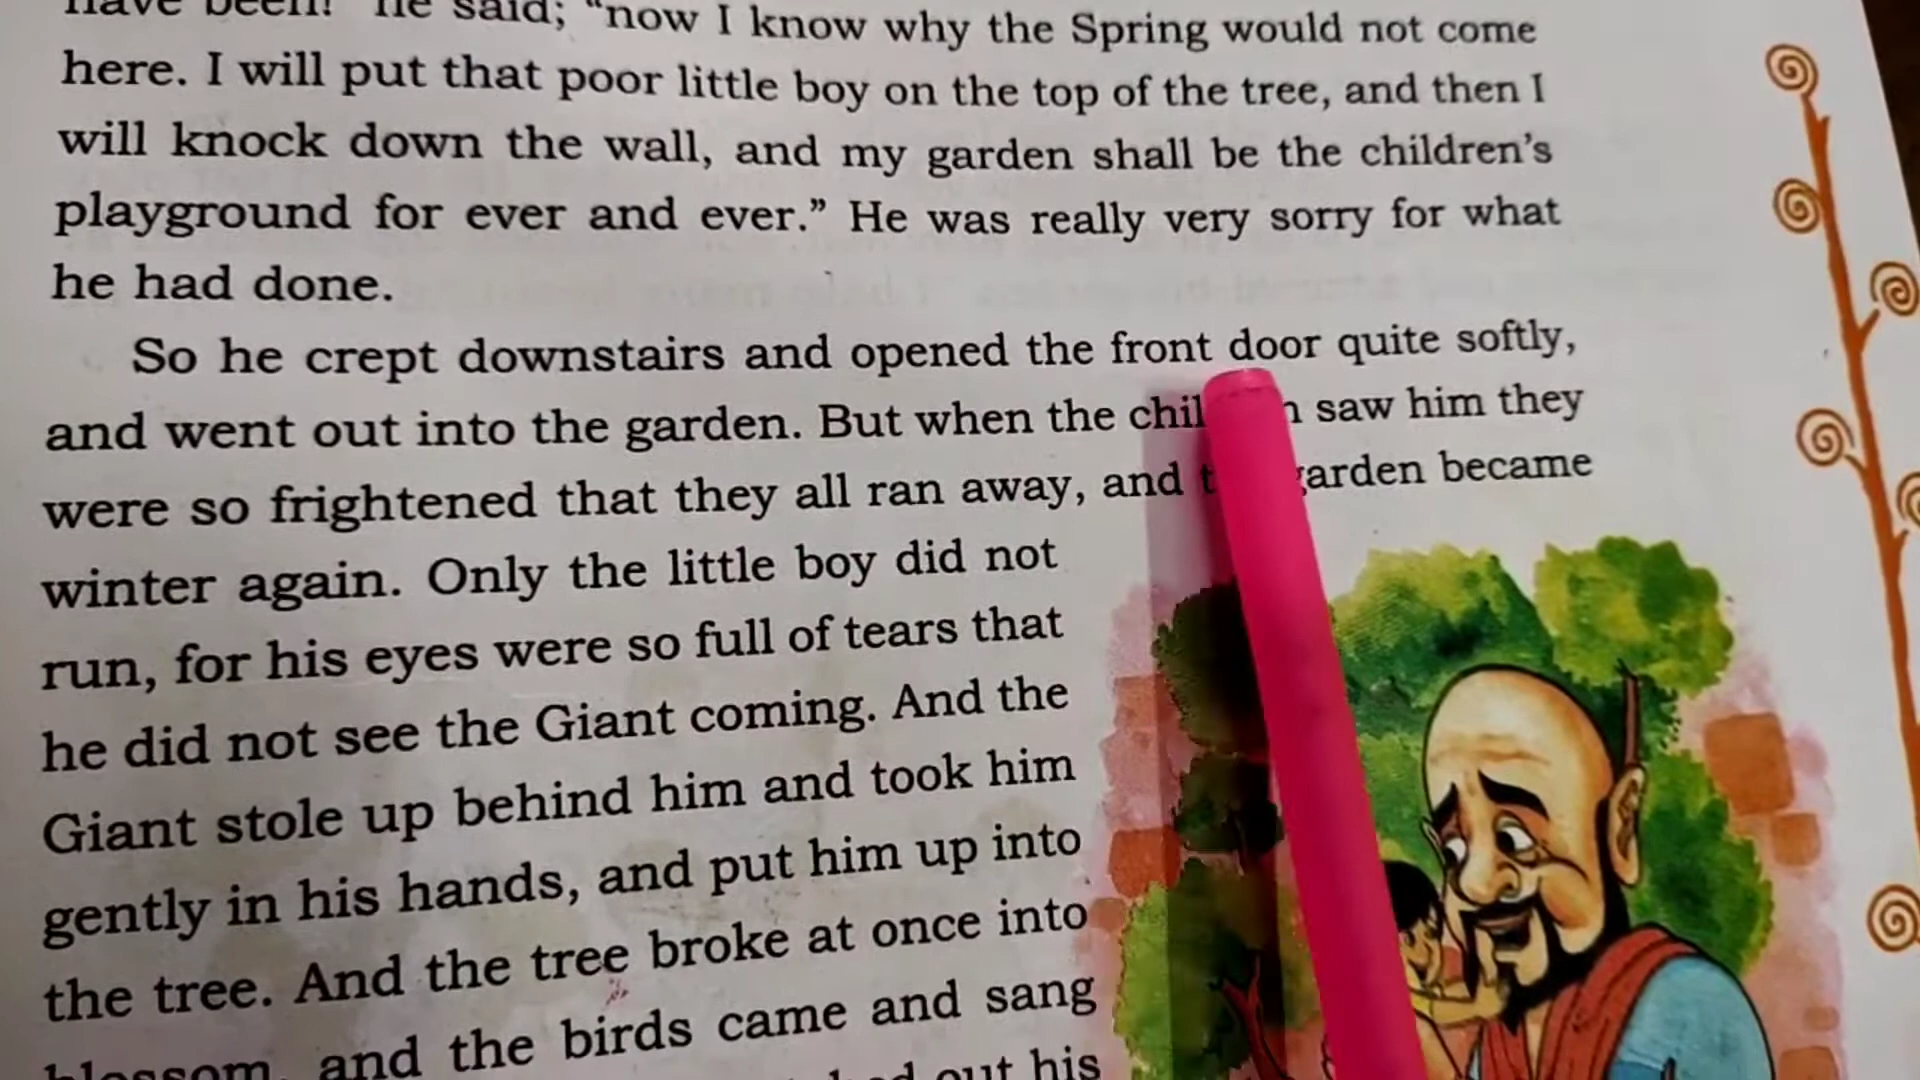 have been!" he said; "now I know why the Spring would not come
here. I will put that poor little boy on the top of the tree, and then I
will knock down the wall, and my garden shall be the children's
playground for ever and ever." He was really very sorry for what
he had done.
So he crept downstairs and opened the front door quite softly,
and went out into the garden. But when the saw him they
were so frightened that they all ran away, and became
winter again. Only the little boy did not
run, for his eyes were so full of tears that
he did not see the Giant coming. And the
Giant stole up behind him and took him
gently in his hands, and put him up into
the tree. And the tree broke at once into
blossom, and the birds came and sang
out his